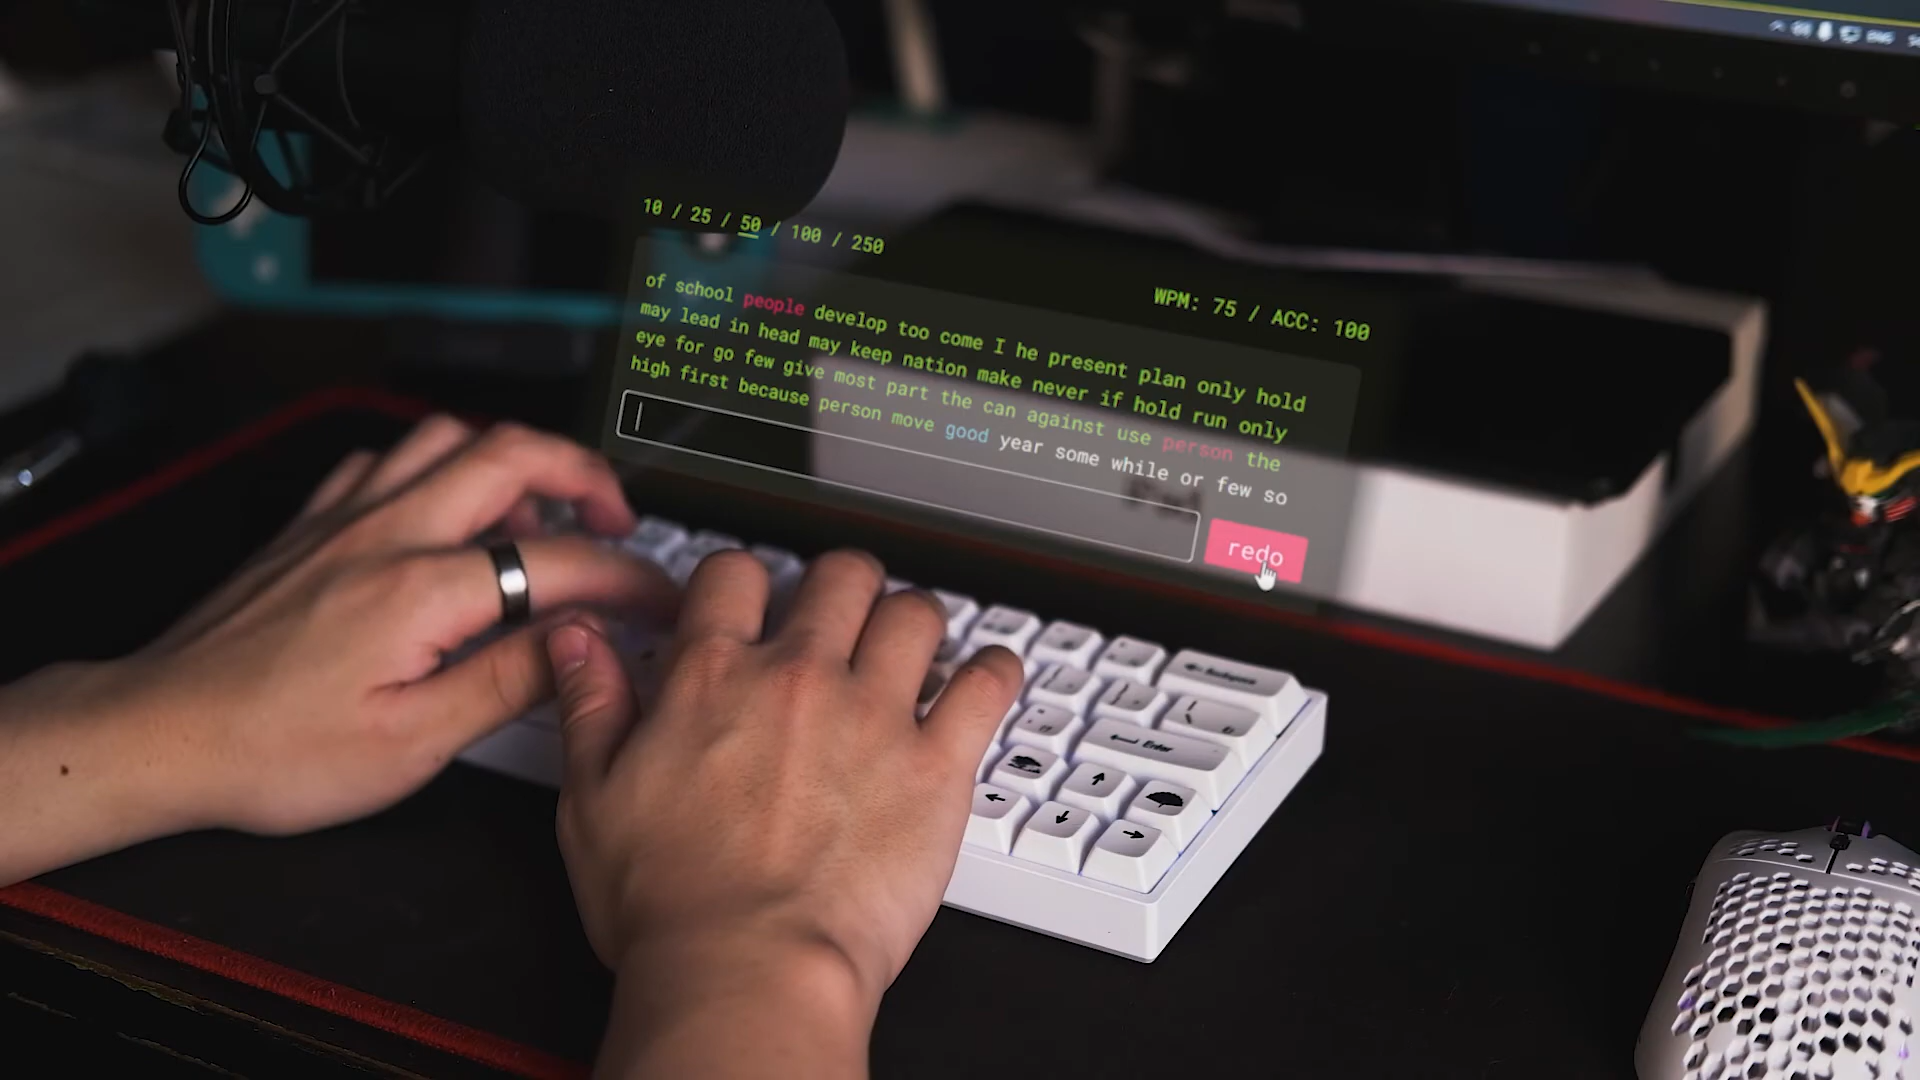 ENG
10 / 25 / 50 / 100 / 250
WPM: 75 / ACC: 100
of school people develop too come I he present plan only hold
may lead in head may keep nation make never if hold run only
eye for go few give most part the can against use person the
high first because person move good year some while or few so
redo
Backspace
Enter